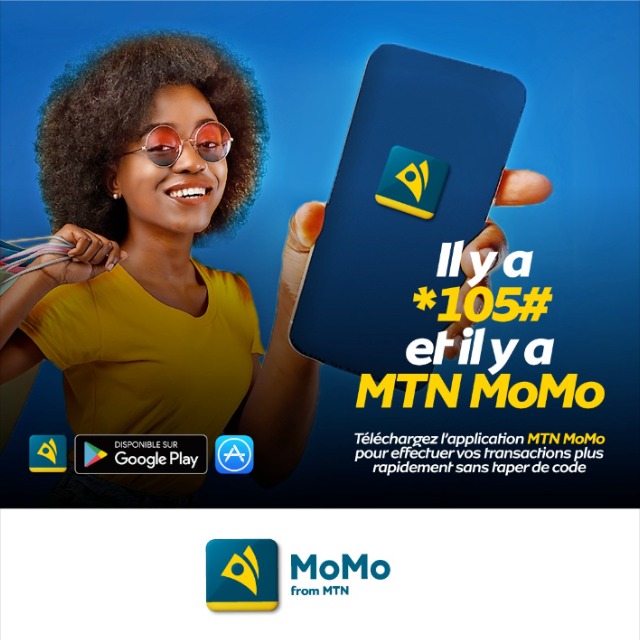 Il y a
*105#
et il y a
MTN MoMo
Téléchargez l'application MTN MoMo
pour effectuer vos transactions plus
rapidement sans taper de code
DISPONIBLE SUR
Google Play
MoMo
from MTN